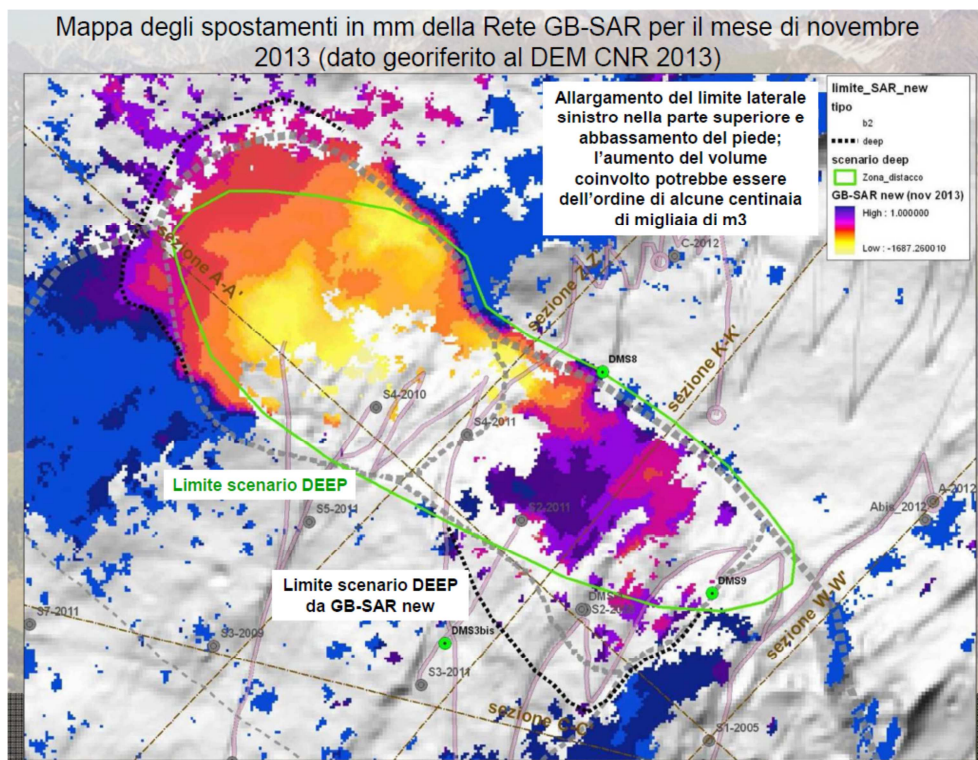 Mappa degli spostamenti in mm della Rete GB-SAR per il mese di novembre
2013 (dato georiferito al DEM CNR 2013)
Allargamento del limite laterale
sinistro nella parte superiore e
abbassamento del piede;
l'aumento del volume
coinvolto potrebbe essere
dell'ordine di alcune centinaia
di migliaia di m3
limite_SAR_new
tipo
b2
deep
scenario deep
Zona_distacco
GB-SAR new (nov 2013)
High : 1.000000
Low : -1687.260010
C-2012
sezione A-A'
sezione Z-Z'
sezione K-K'
DMS8
S4-2010
S4-2011
Limite scenario DEEP
A-2012
Abis_2012
S5-2011
S2-2011
Limite scenario DEEP
da GB-SAR new
DMS9
sezione W-W'
S7-2011
S3-2009
DMS3bis
S3-2011
sezione C-C'
S1-2005